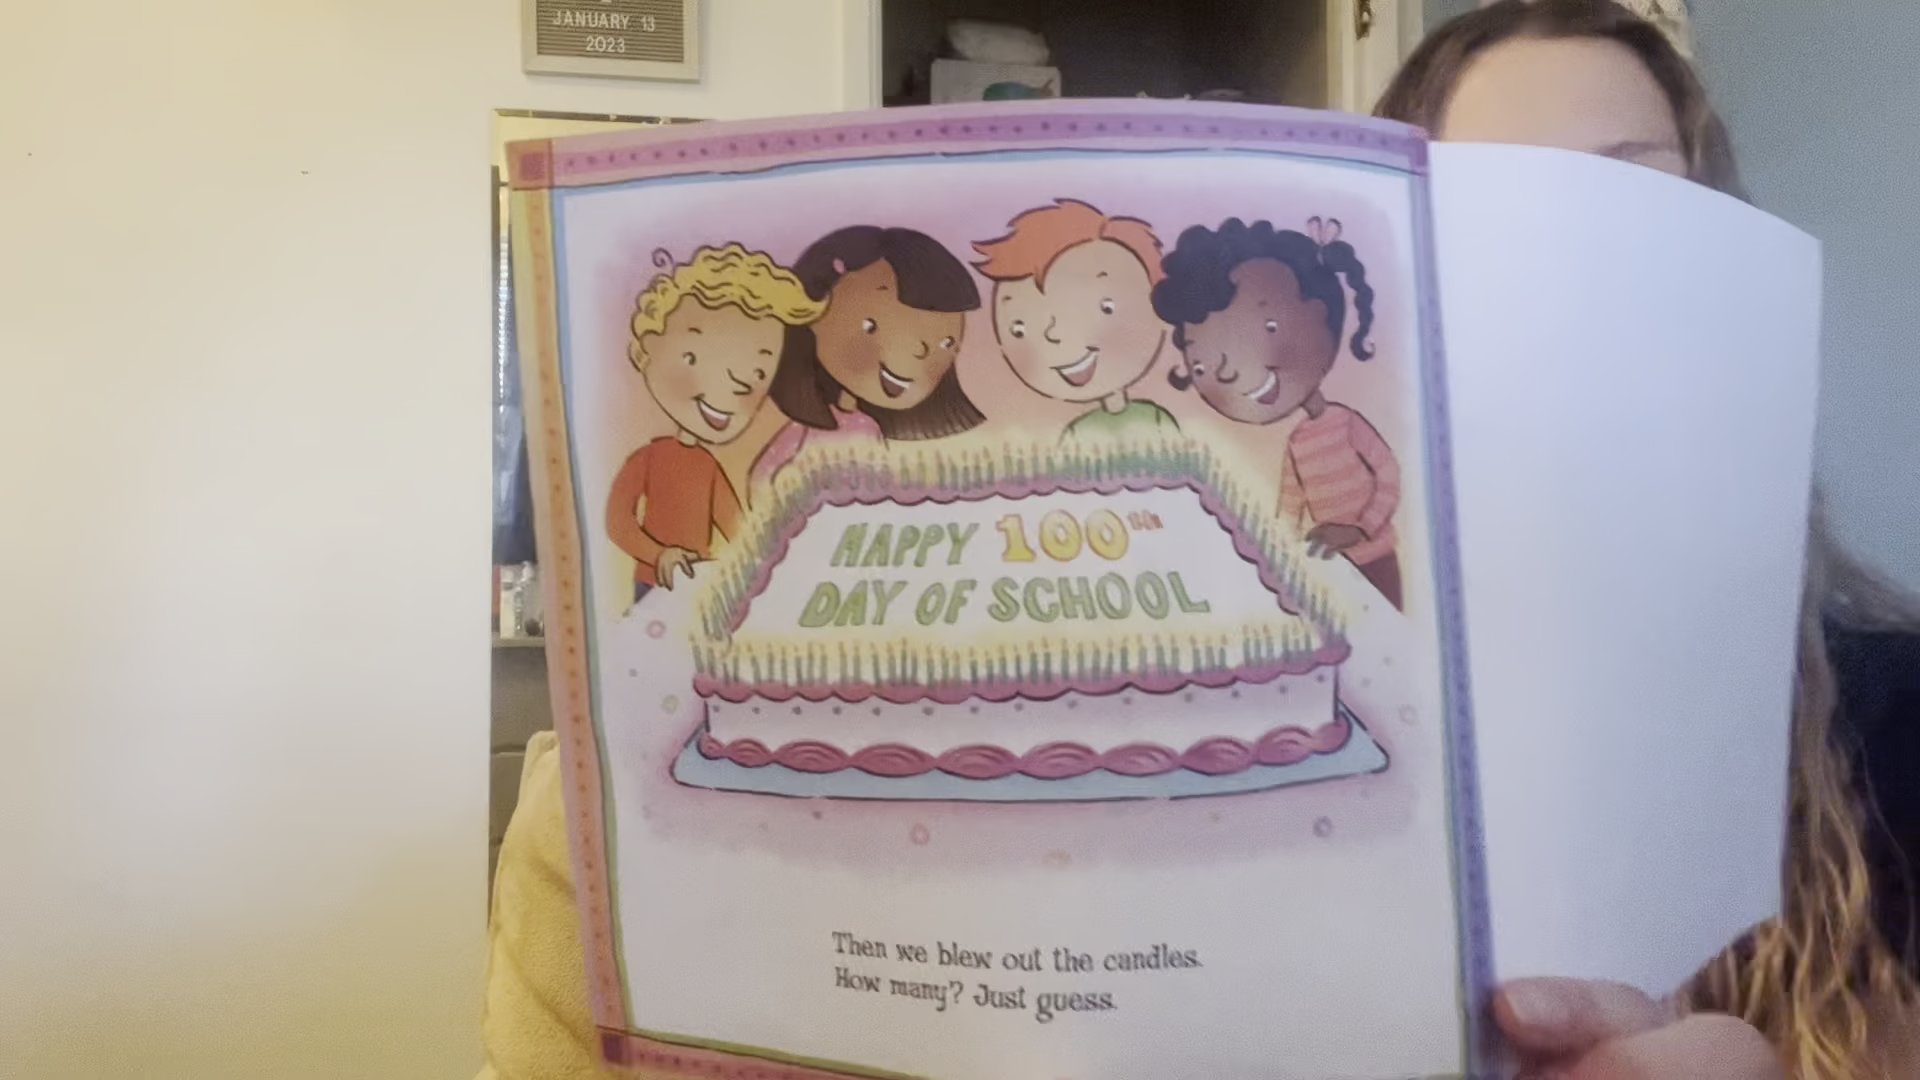 JANUARY 13
2023
HAPPY 100TH
DAY OF SCHOOL
Then we blew out the candles.
How many? Just guess.